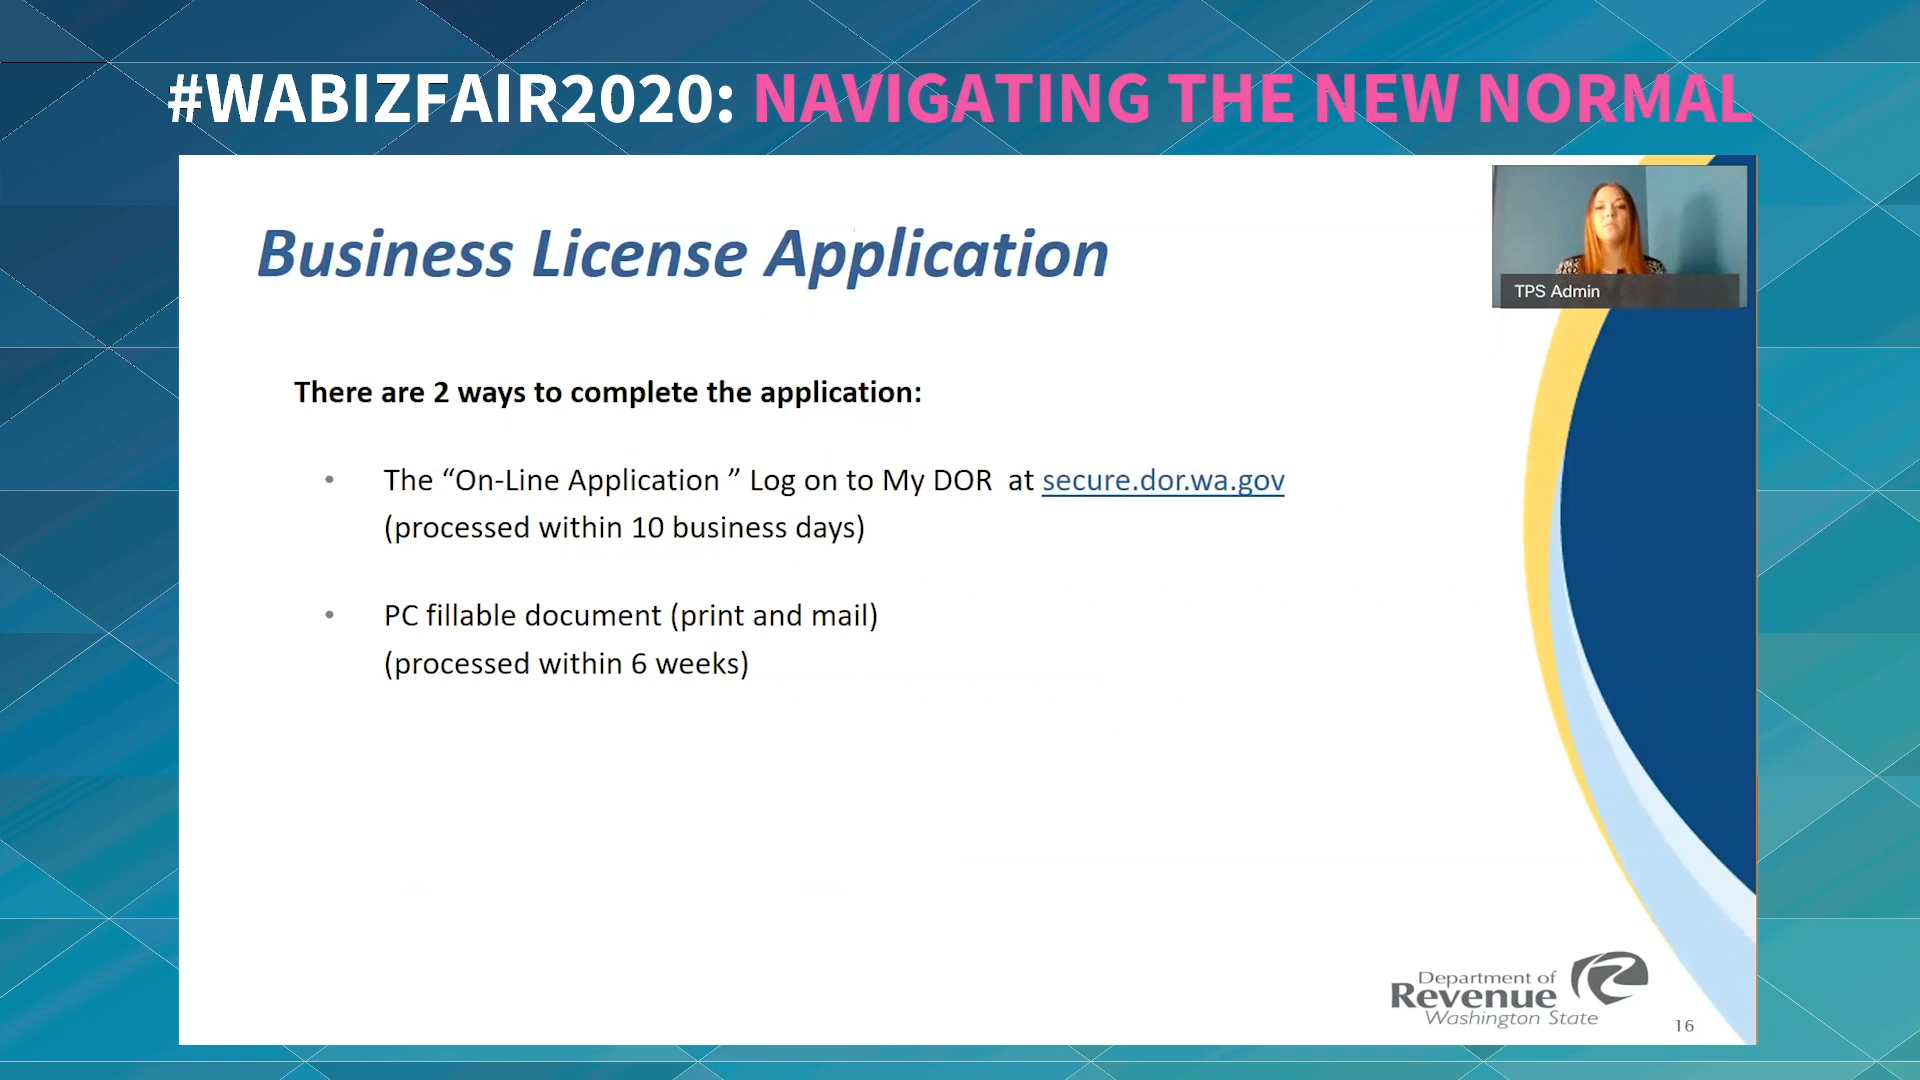 #WABIZFAIR2020: NAVIGATING THE NEW NORMAL
Business License Application
TPS Admin
There are 2 ways to complete the application:
• The “On-Line Application ” Log on to My DOR at secure.dor.wa.gov
(processed within 10 business days)
• PC fillable document (print and mail)
(processed within 6 weeks)
Department of
Revenue
Washington State
16